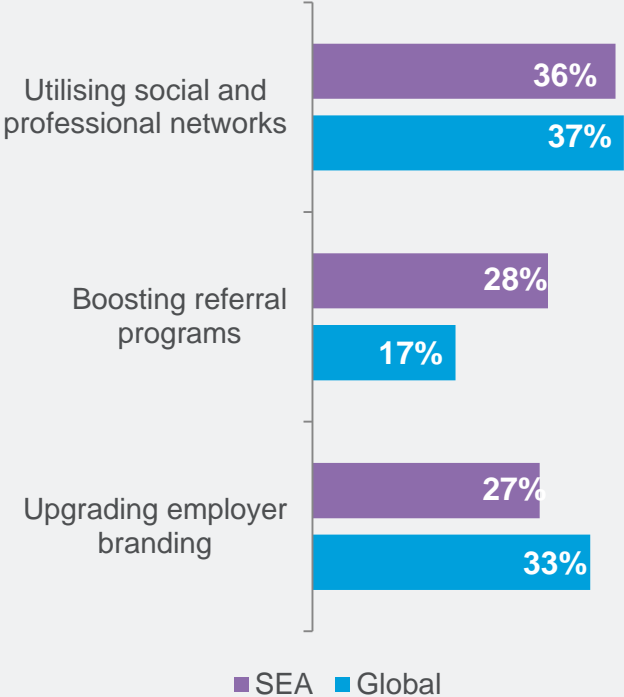 Utilising social and
professional networks
36%
37%
Boosting referral
programs
28%
17%
Upgrading employer
branding
27%
33%
SEA Global